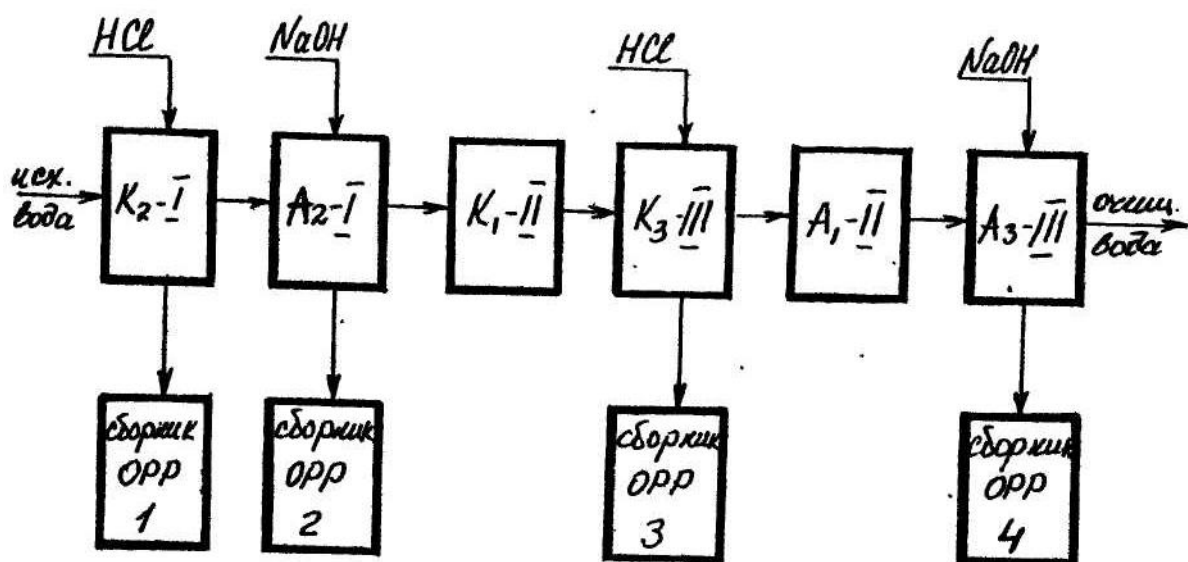 HCl
NaOH
HCl
NaOH
исх.
вода
K₂-I
A₂-I
K₁-II
K₃-III
A₁-II
A₃-III
очищ.
вода
сборник
ОРР
1
сборник
ОРР
2
сборник
ОРР
3
сборник
ОРР
4